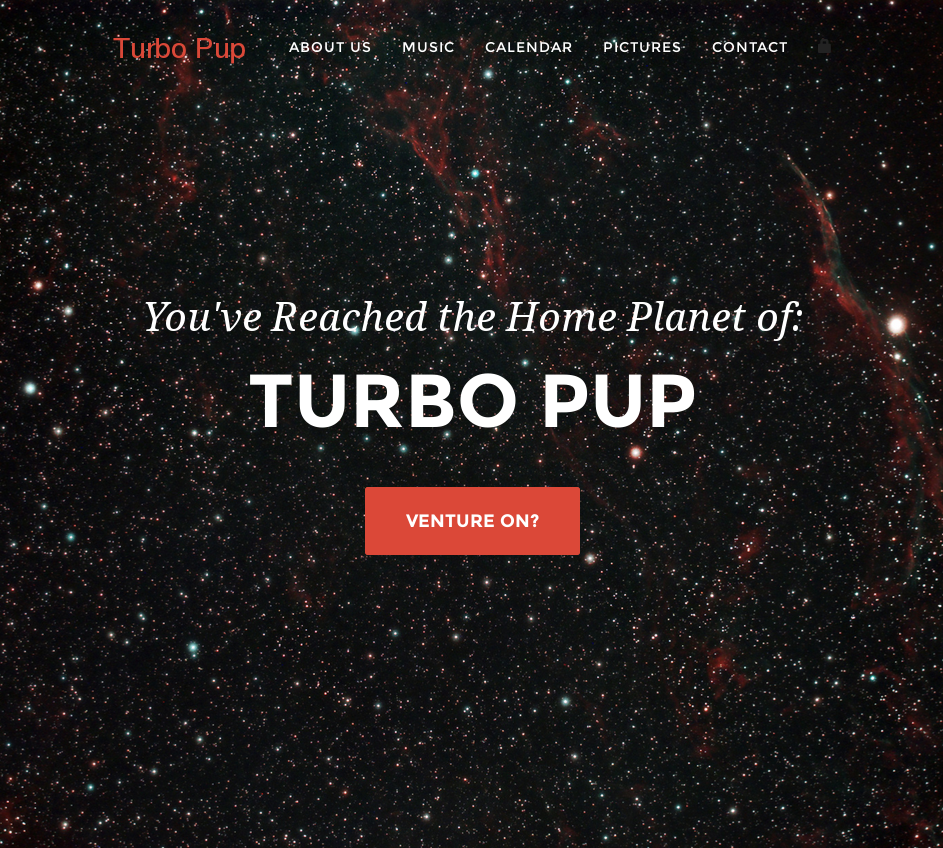 Turbo Pup
ABOUT US
MUSIC
CALENDAR
PICTURES
CONTACT
You've Reached the Home Planet of:
TURBO PUP
VENTURE ON?